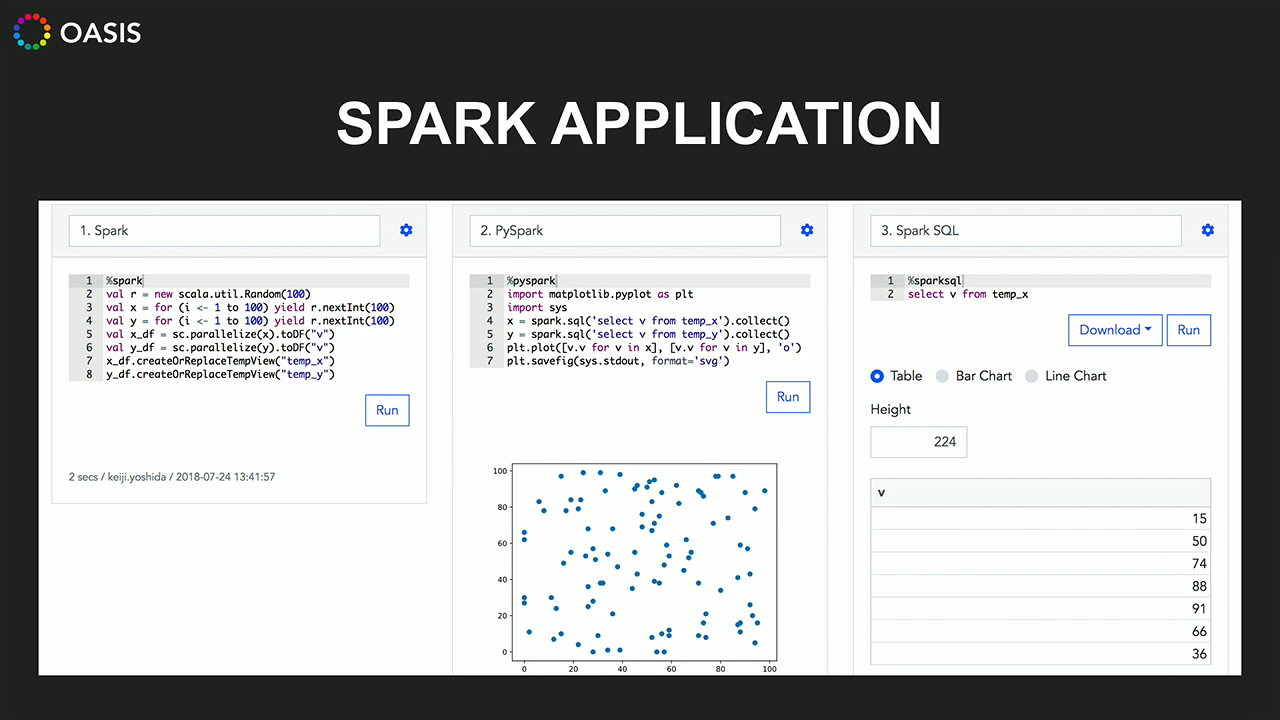 OASIS
SPARK APPLICATION
1. Spark
1 %spark
2 val r = new scala.util.Random(100)
3 val x = for (i <- 1 to 100) yield r.nextInt(100)
4 val y = for (i <- 1 to 100) yield r.nextInt(100)
5 val x_df = sc.parallelize(x).toDF("v")
6 val y_df = sc.parallelize(y).toDF("v")
7 x_df.createOrReplaceTempView("temp_x")
8 y_df.createOrReplaceTempView("temp_y")
Run
2 secs / keiji.yoshida / 2018-07-24 13:41:57
2. PySpark
1 %pyspark
2 import matplotlib.pyplot as plt
3 import sys
4 x = spark.sql('select v from temp_x').collect()
5 y = spark.sql('select v from temp_y').collect()
6 plt.plot([v.v for v in x], [v.v for v in y], 'o')
7 plt.savefig(sys.stdout, format='svg')
Run
100
80
60
40
20
0
0 20 40 60 80 100
3. Spark SQL
1 %sparksql
2 select v from temp_x
Download Run
Table Bar Chart Line Chart
Height
224
v
15
50
74
88
91
66
36